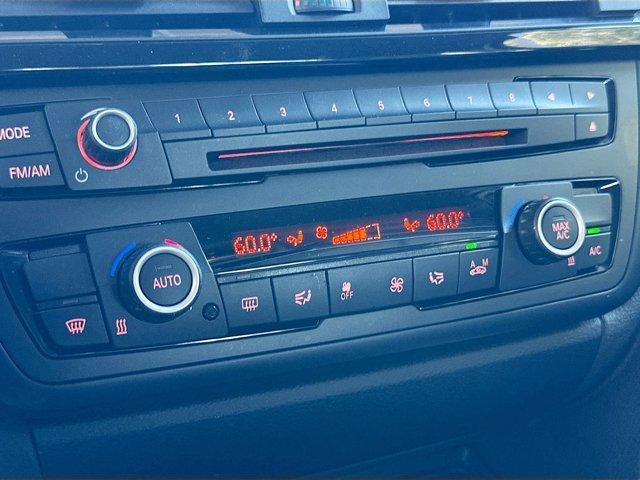 MODE 1 2 3 4 5 6 7 8
FM/AM
60.0° 60.0°
AUTO MAX A/C
OFF A M A/C